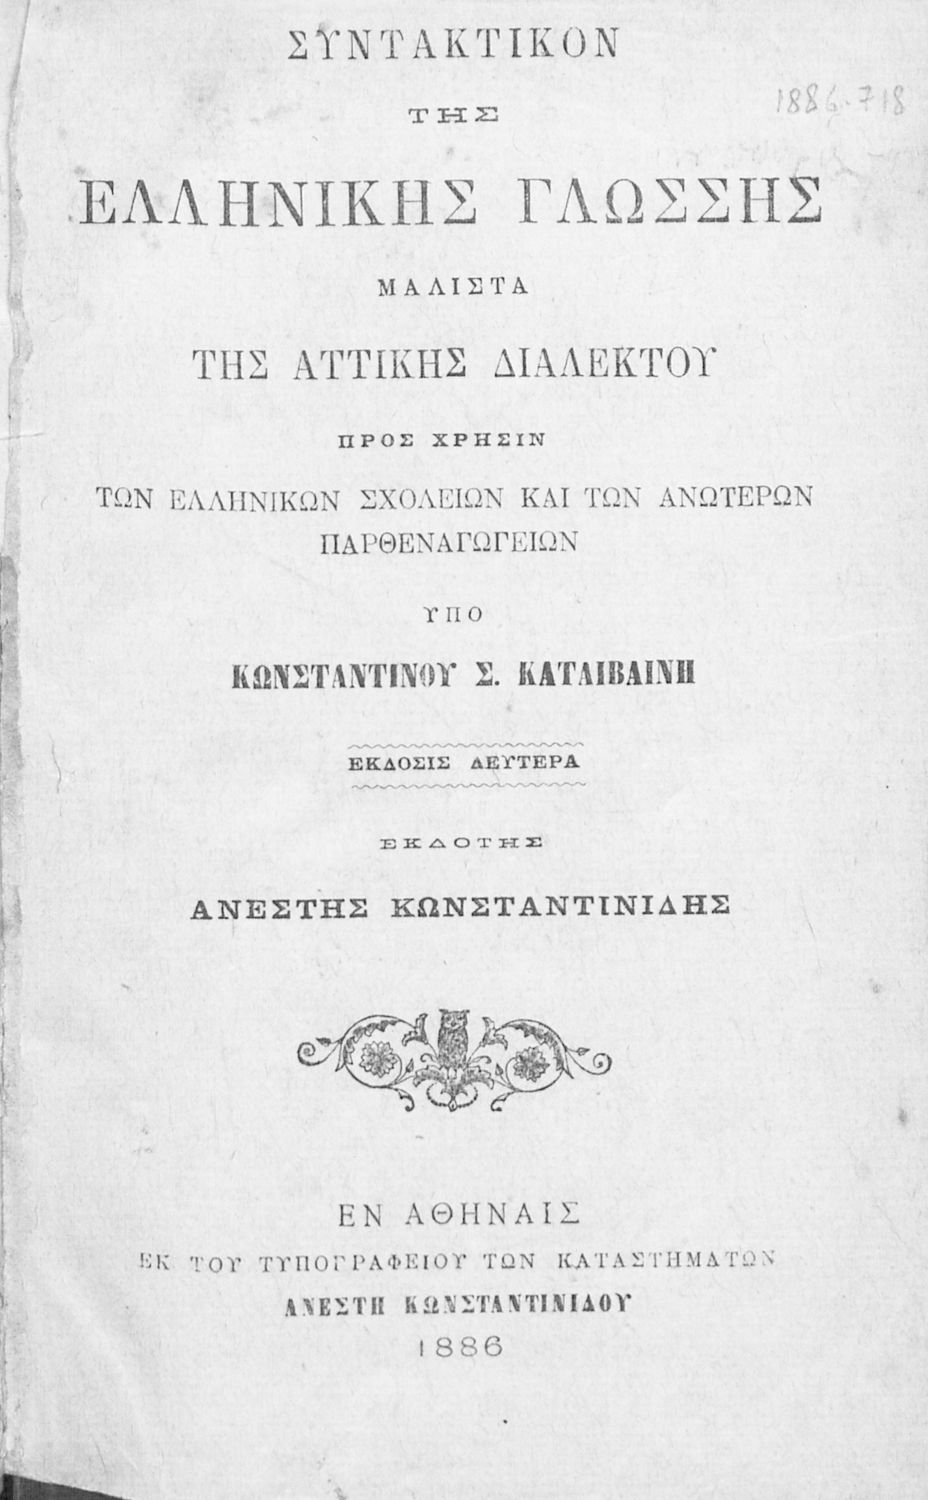 ΣΥΝΤΑΚΤΙΚΟΝ
ΤΗΣ
1886-718
ΕΛΛΗΝΙΚΗΣ ΓΛΩΣΣΗΣ
ΜΑΛΙΣΤΑ
ΤΗΣ ΑΤΤΙΚΗΣ ΔΙΑΛΕΚΤΟΥ
ΠΡΟΣ ΧΡΗΣΙΝ
ΤΩΝ ΕΛΛΗΝΙΚΩΝ ΣΧΟΛΕΙΩΝ ΚΑΙ ΤΩΝ ΑΝΩΤΕΡΩΝ
ΠΑΡΘΕΝΑΓΩΓΕΙΩΝ
ΥΠΟ
ΚΩΝΣΤΑΝΤΙΝΟΥ Σ. ΚΑΤΑΙΒΑΙΝΗ
ΕΚΔΟΣΙΣ ΔΕΥΤΕΡΑ
ΕΚΔΟΤΗΣ
ΑΝΕΣΤΗΣ ΚΩΝΣΤΑΝΤΙΝΙΔΗΣ
ΕΝ ΑΘΗΝΑΙΣ
ΕΚ ΤΟΥ ΤΥΠΟΓΡΑΦΕΙΟΥ ΤΩΝ ΚΑΤΑΣΤΗΜΑΤΩΝ
ΑΝΕΣΤΗ ΚΩΝΣΤΑΝΤΙΝΙΔΟΥ
1886